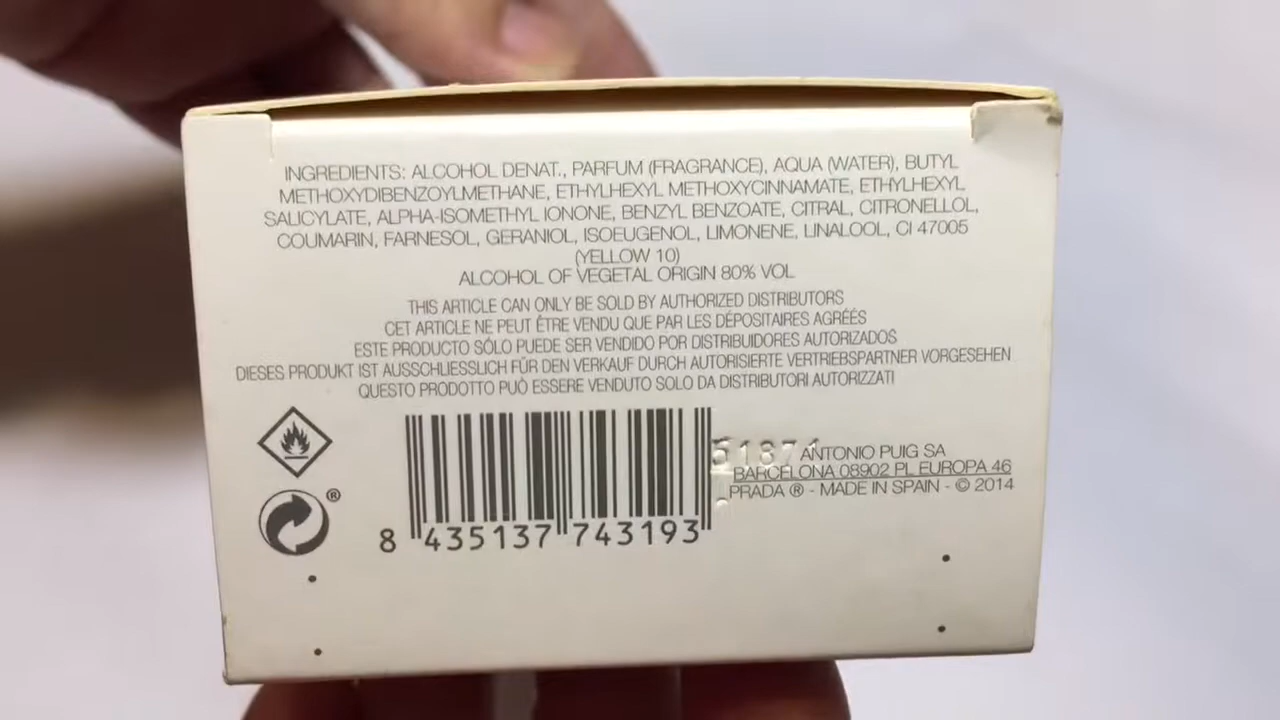 INGREDIENTS: ALCOHOL DENAT., PARFUM (FRAGRANCE), AQUA (WATER), BUTYL
METHOXYDIBENZOYLMETHANE, ETHYLHEXYL METHOXYCINNAMATE, ETHYLHEXYL
SALICYLATE, ALPHA-ISOMETHYL IONONE, BENZYL BENZOATE, CITRAL, CITRONELLOL,
COUMARIN, FARNESOL, GERANIOL, ISOEUGENOL, LIMONENE, LINALOOL, CI 47005
(YELLOW 10)
ALCOHOL OF VEGETAL ORIGIN 80% VOL
THIS ARTICLE CAN ONLY BE SOLD BY AUTHORIZED DISTRIBUTORS
CET ARTICLE NE PEUT ÊTRE VENDU QUE PAR LES DÉPOSITAIRES AGRÉÉS
ESTE PRODUCTO SÓLO PUEDE SER VENDIDO POR DISTRIBUIDORES AUTORIZADOS
DIESES PRODUKT IST AUSSCHLIESSLICH FÜR DEN VERKAUF DURCH AUTORISIERTE VERTRIEBSPARTNER VORGESEHEN
QUESTO PRODOTTO PUÒ ESSERE VENDUTO SOLO DA DISTRIBUTORI AUTORIZZATI
51871
ANTONIO PUIG SA
BARCELONA 08902 PL EUROPA 46
PRADA ® - MADE IN SPAIN - © 2014
®
8 435137 743193